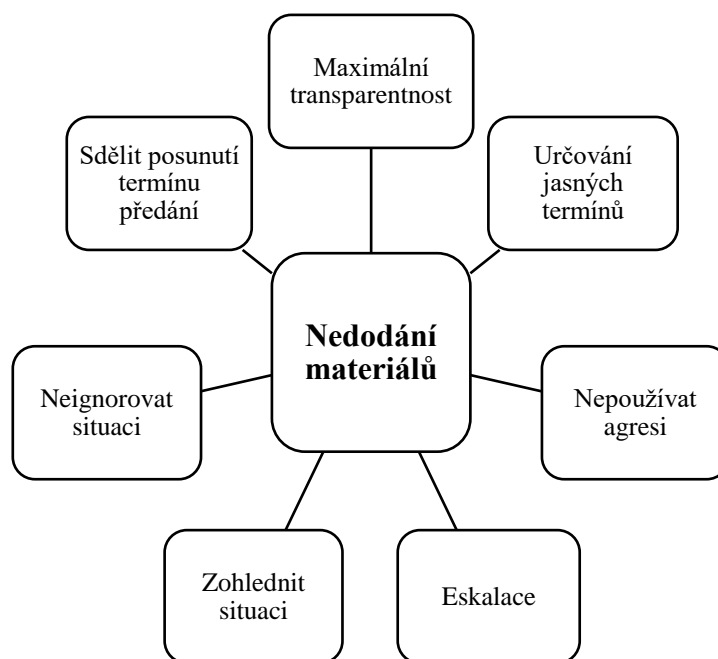 Maximální
transparentnost
Sdělit posunutí
termínu
předání
Určování
jasných
termínů
Nedodání
materiálů
Neignorovat
situaci
Nepoužívat
agresi
Zohlednit
situaci
Eskalace